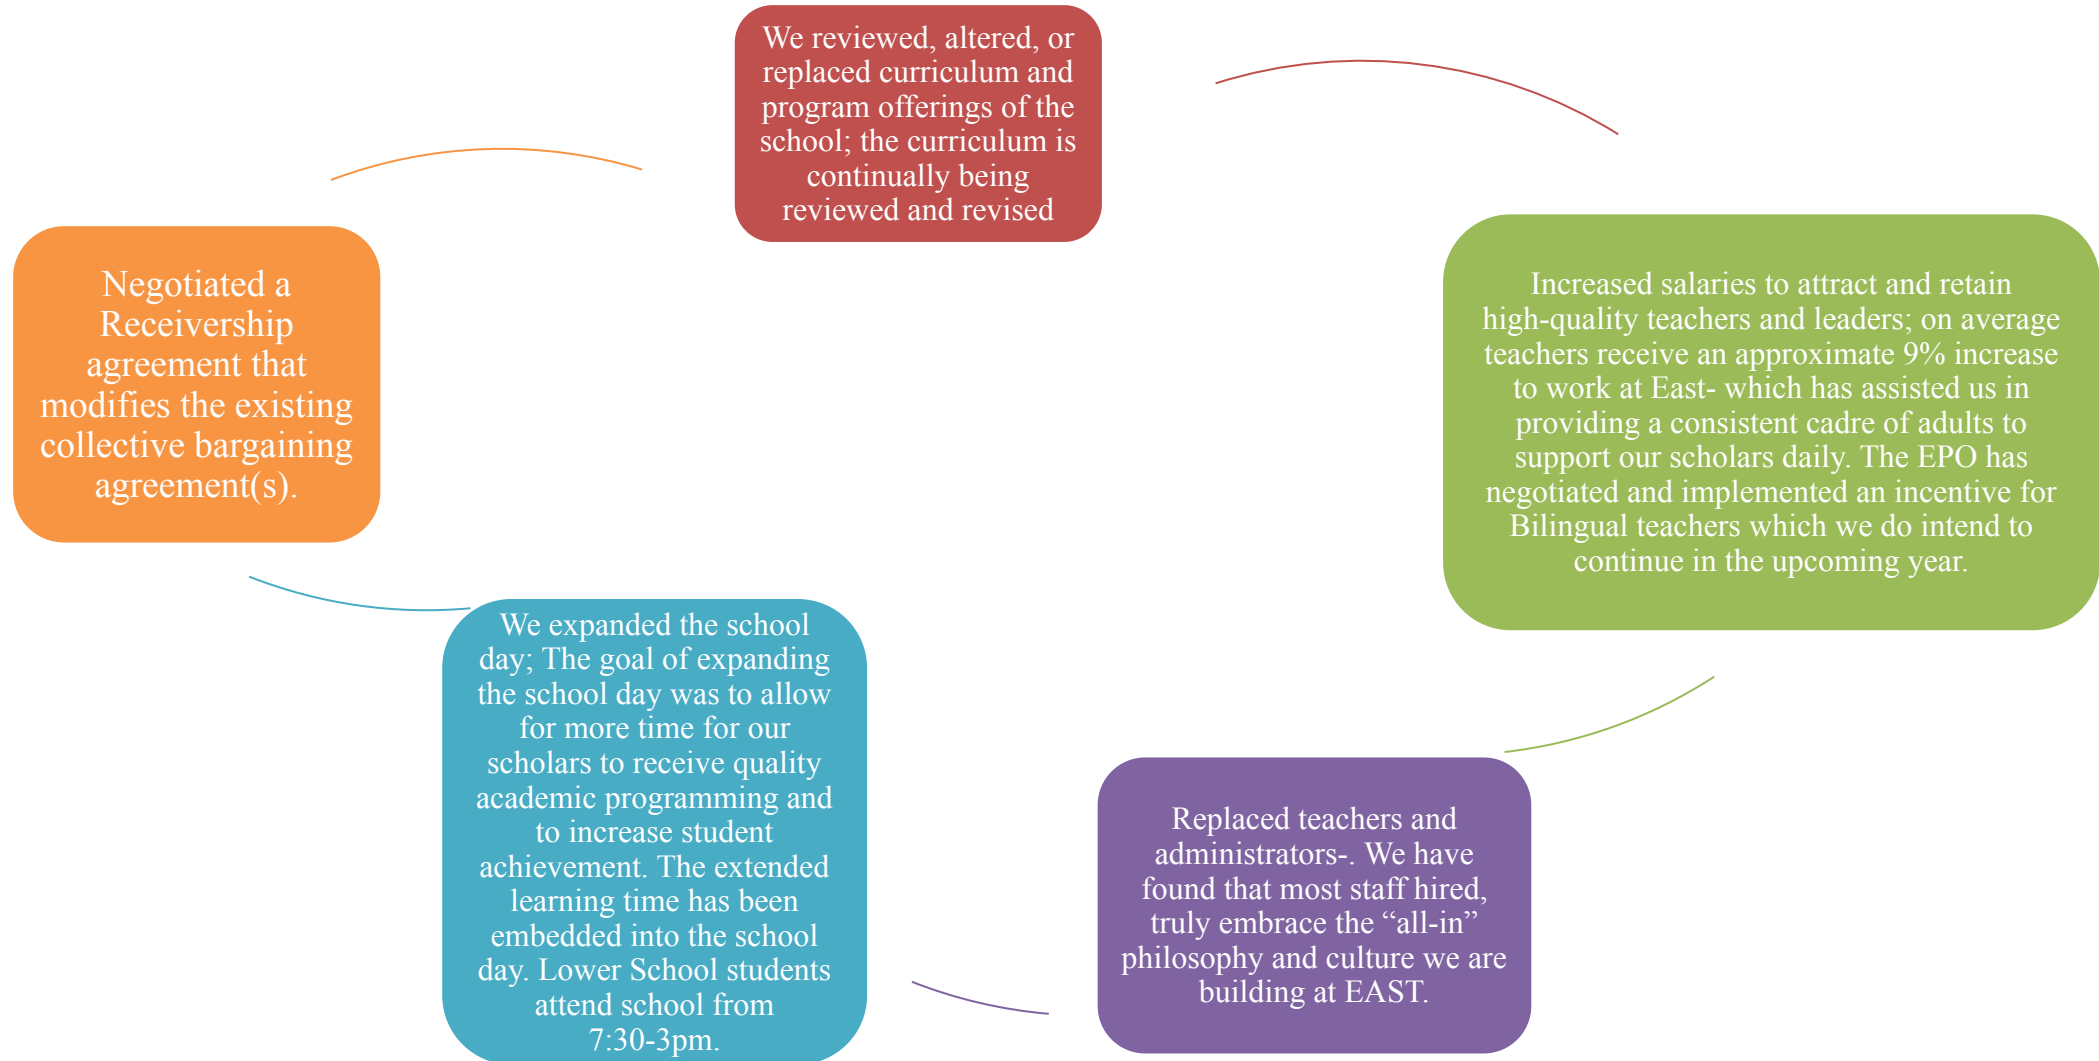 We reviewed, altered, or
replaced curriculum and
program offerings of the
school; the curriculum is
continually being
reviewed and revised
Increased salaries to attract and retain
high-quality teachers and leaders; on average
teachers receive an approximate 9% increase
to work at East- which has assisted us in
providing a consistent cadre of adults to
support our scholars daily. The EPO has
negotiated and implemented an incentive for
Bilingual teachers which we do intend to
continue in the upcoming year.
Replaced teachers and
administrators-. We have
found that most staff hired,
truly embrace the “all-in”
philosophy and culture we are
building at EAST.
We expanded the school
day; The goal of expanding
the school day was to allow
for more time for our
scholars to receive quality
academic programming and
to increase student
achievement. The extended
learning time has been
embedded into the school
day. Lower School students
attend school from
7:30-3pm.
Negotiated a
Receivership
agreement that
modifies the existing
collective bargaining
agreement(s).